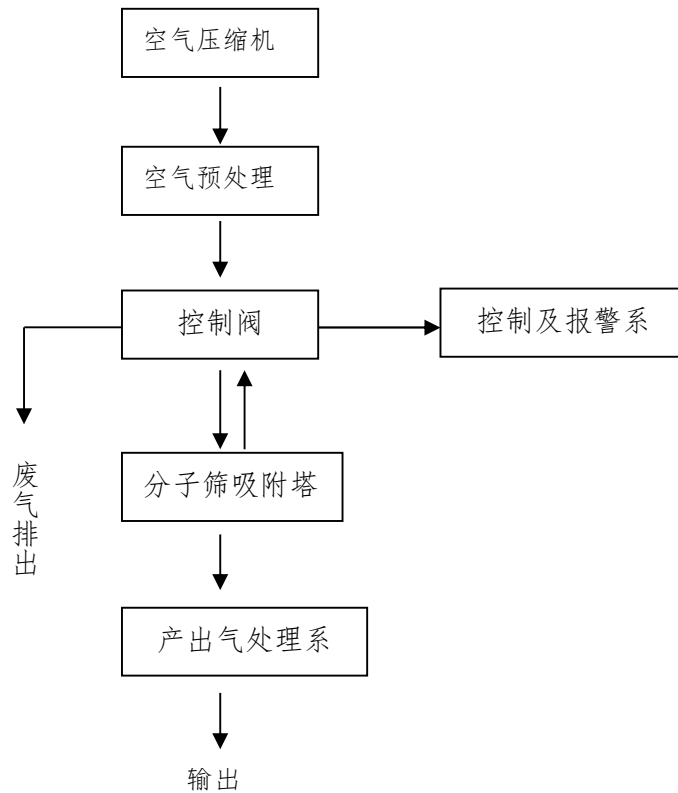 空气压缩机
空气预处理
控制阀
控制及报警系
分子筛吸附塔
废气排出
产出气处理系
输出